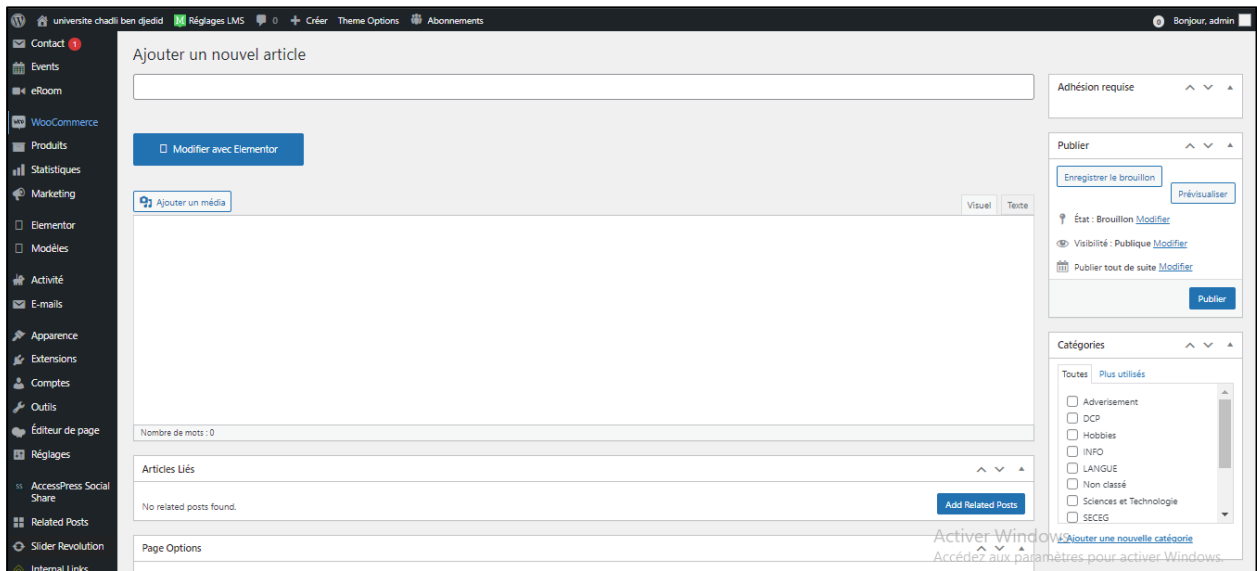 universite chadli ben djedid Réglages LMS 0 Créer Theme Options Abonnements 0 Bonjour, admin
Contact 1
Events
eRoom
WooCommerce
Produits
Statistiques
Marketing
Elementor
Modèles
Activité
E-mails
Apparence
Extensions
Comptes
Outils
Éditeur de page
Réglages
AccessPress Social
Share
Related Posts
Slider Revolution
Internal Links
Ajouter un nouvel article
Modifier avec Elementor
Ajouter un média
Visuel Texte
Nombre de mots : 0
Articles Liés
No related posts found.
Add Related Posts
Page Options
Adhésion requise
Publier
Enregistrer le brouillon
Prévisualiser
État : Brouillon Modifier
Visibilité : Publique Modifier
Publier tout de suite Modifier
Publier
Catégories
Toutes Plus utilisés
Adverisement
DCP
Hobbies
INFO
LANGUE
Non classé
Sciences et Technologie
SECEG
+ Ajouter une nouvelle catégorie
Activer Windows
Accédez aux paramètres pour activer Windows.